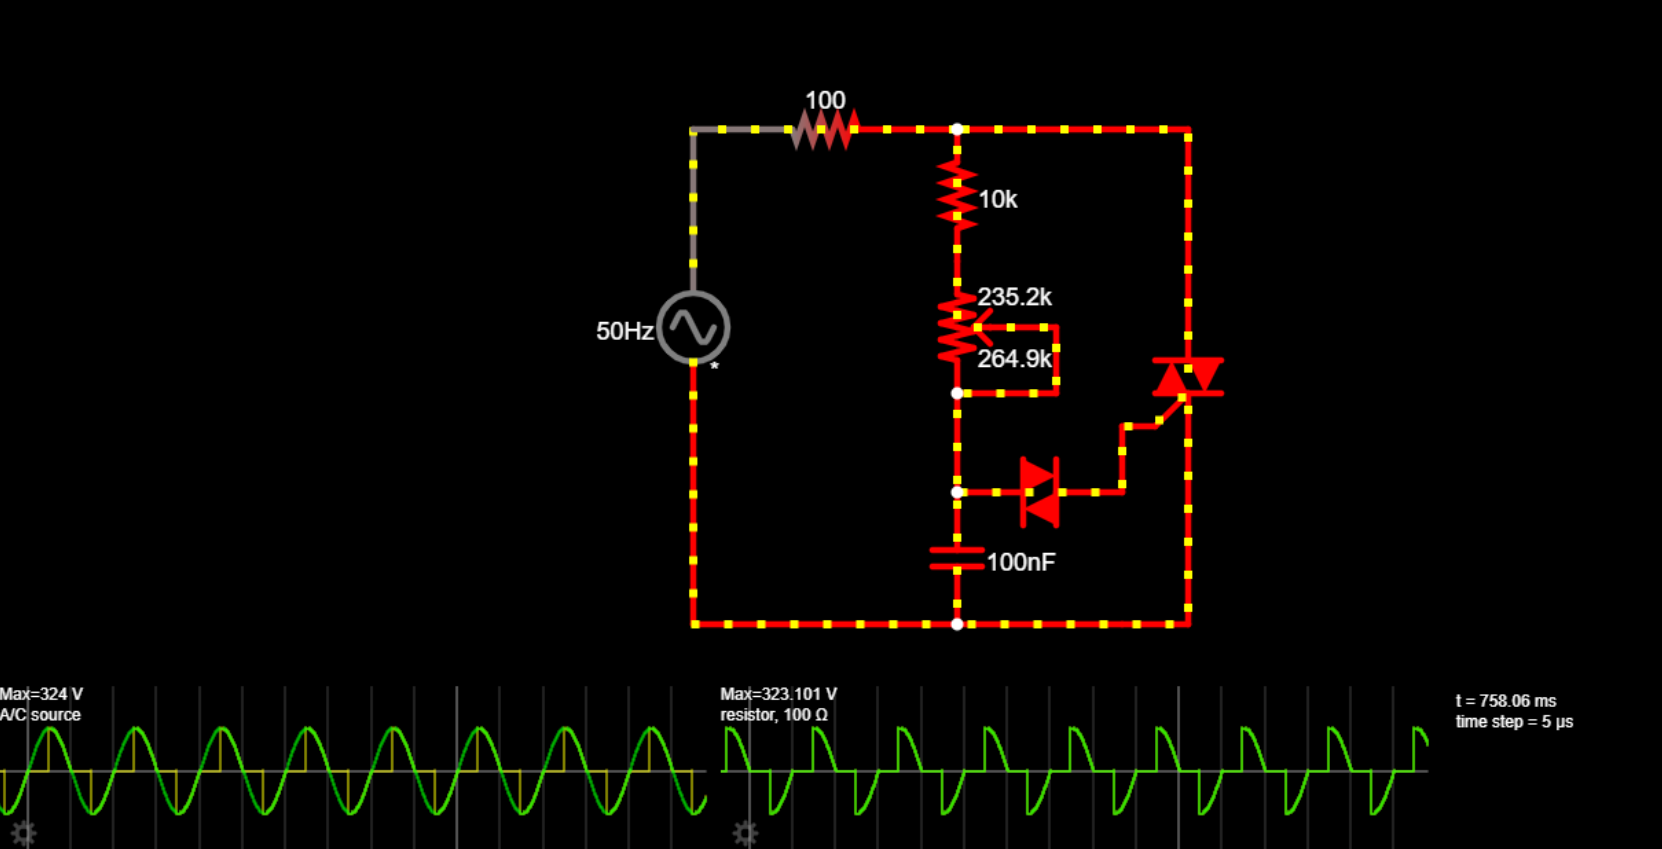 100
10k
235.2k
50Hz
264.9k
*
100nF
Max=324 V
A/C source
Max=323.101 V
resistor, 100 Ω
t = 758.06 ms
time step = 5 µs